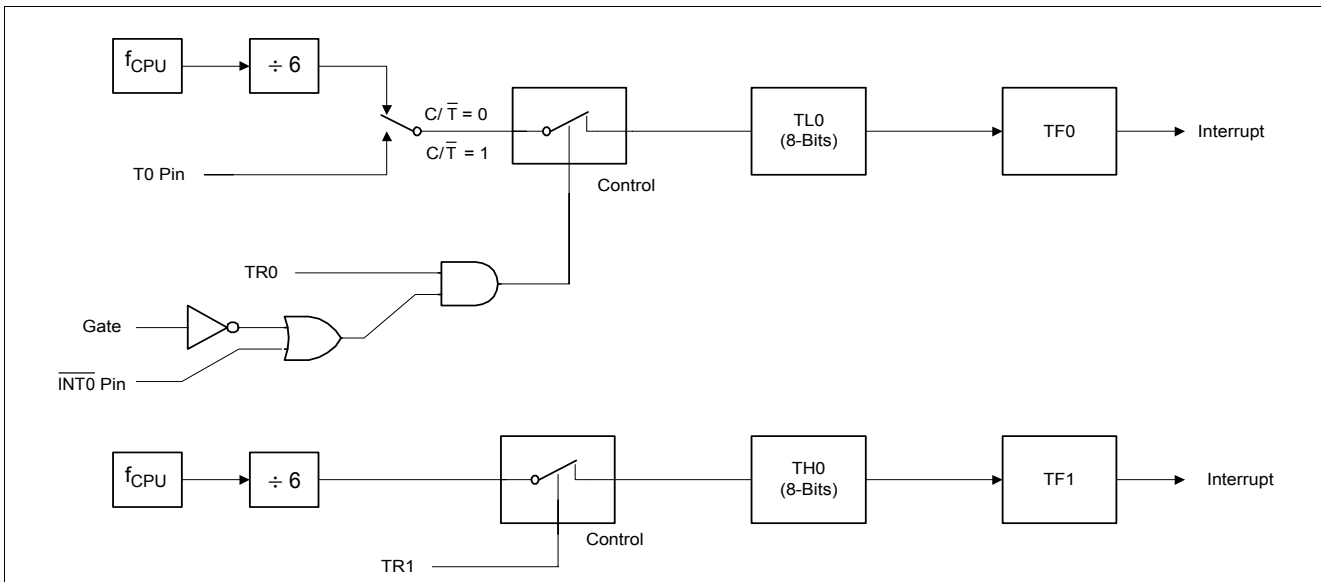 fCPU
÷ 6
C/T̅ = 0
C/T̅ = 1
T0 Pin
Control
TL0
(8-Bits)
TF0
Interrupt
TR0
Gate
I̅N̅T̅0̅ Pin
fCPU
÷ 6
Control
TR1
TH0
(8-Bits)
TF1
Interrupt